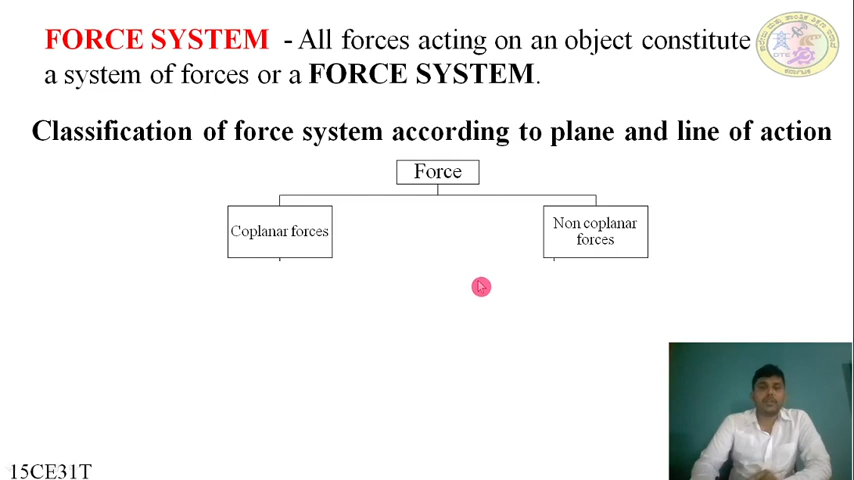 FORCE SYSTEM - All forces acting on an object constitute
a system of forces or a FORCE SYSTEM.
Classification of force system according to plane and line of action
Force
Coplanar forces
Non coplanar
forces
DTE
15CE31T